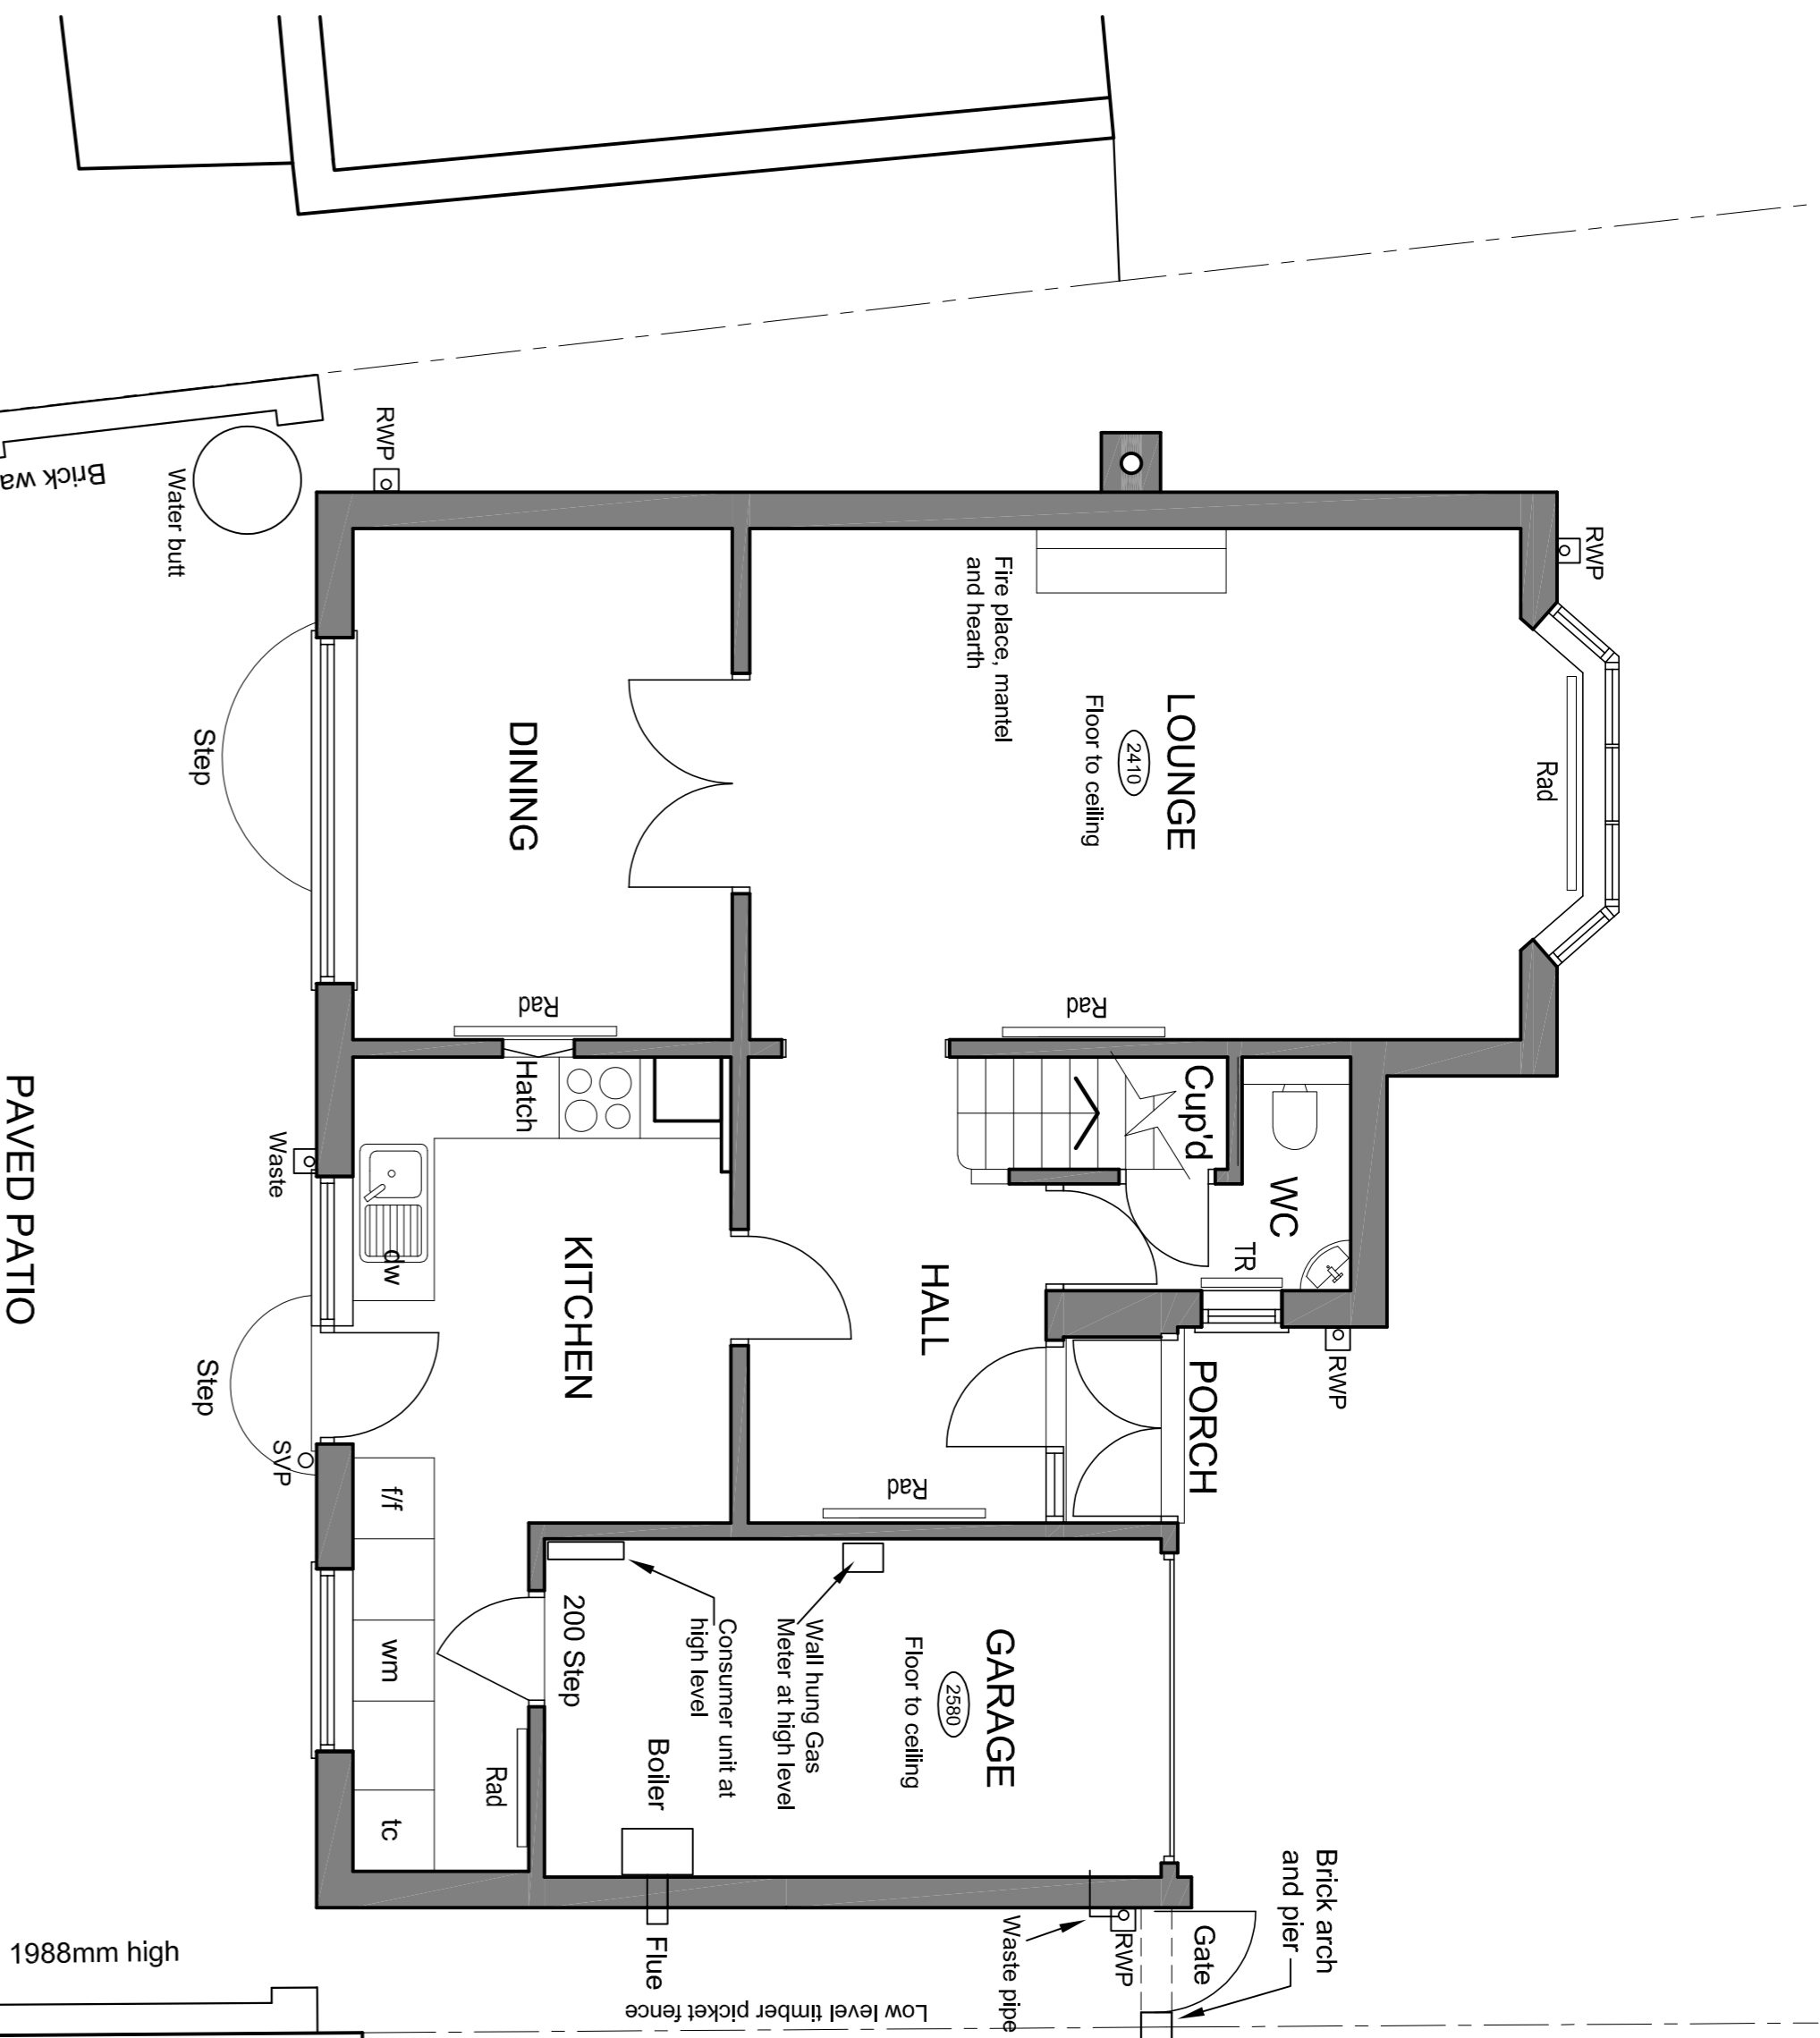 RWP
RWP
Brick wa
Water butt
Fire place, mantel
and hearth
LOUNGE
2410
Floor to ceiling
Rad
DINING
Step
Rad
Rad
Hatch
Cup'd
WC
TR
RWP
PORCH
HALL
Rad
KITCHEN
dw
Waste
Step
SVP
PAVED PATIO
f/f
wm
tc
Rad
200 Step
Consumer unit at
high level
Wall hung Gas
Meter at high level
GARAGE
2580
Floor to ceiling
Boiler
Flue
Waste pipe
RWP
Gate
Brick arch
and pier
Low level timber picket fence
1988mm high